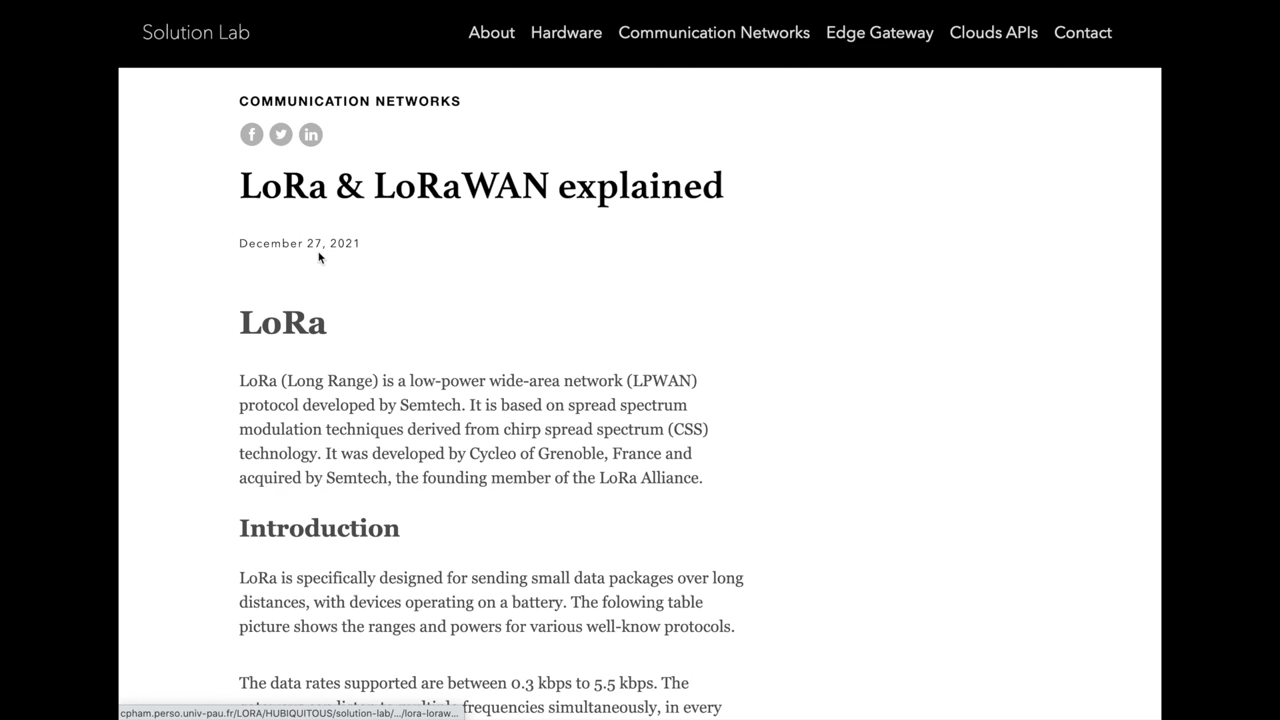 Solution Lab
About Hardware Communication Networks Edge Gateway Clouds APIs Contact
COMMUNICATION NETWORKS
LoRa & LoRaWAN explained
December 27, 2021
LoRa
LoRa (Long Range) is a low-power wide-area network (LPWAN)
protocol developed by Semtech. It is based on spread spectrum
modulation techniques derived from chirp spread spectrum (CSS)
technology. It was developed by Cycleo of Grenoble, France and
acquired by Semtech, the founding member of the LoRa Alliance.
Introduction
LoRa is specifically designed for sending small data packages over long
distances, with devices operating on a battery. The folowing table
picture shows the ranges and powers for various well-know protocols.
The data rates supported are between 0.3 kbps to 5.5 kbps. The
frequencies simultaneously, in every
cpham.perso.univ-pau.fr/LORA/HUBIQUITOUS/solution-lab/.../lora-loraw...